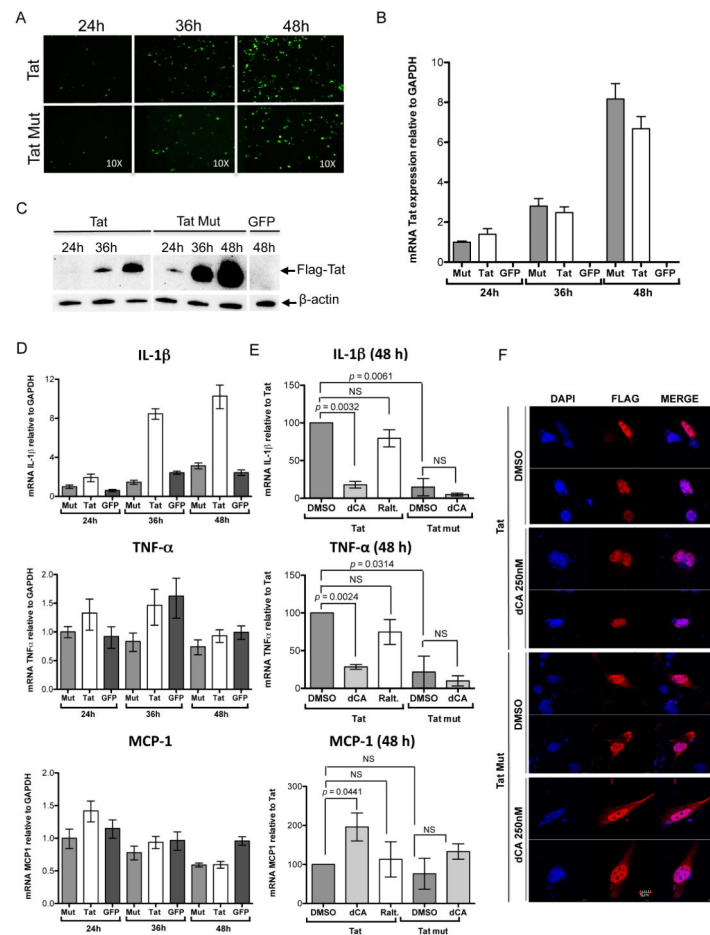 A
24h 36h 48h
Tat
Tat Mut
10X 10X 10X
B
mRNA Tat expression relative to GAPDH
10
8
6
4
2
0
Mut Tat GFP Mut Tat GFP Mut Tat GFP
24h 36h 48h
C
Tat Tat Mut GFP
24h 36h 24h 36h 48h 48h
Flag-Tat
β-actin
D
IL-1β
mRNA IL-1β relative to GAPDH
12
8
4
0
Mut Tat GFP Mut Tat GFP Mut Tat GFP
24h 36h 48h
TNF-α
mRNA TNFα relative to GAPDH
2.0
1.5
1.0
0.5
0.0
Mut Tat GFP Mut Tat GFP Mut Tat GFP
24h 36h 48h
MCP-1
mRNA MCP1 relative to GAPDH
2.0
1.5
1.0
0.5
0.0
Mut Tat GFP Mut Tat GFP Mut Tat GFP
24h 36h 48h
E
IL-1β (48 h)
mRNA IL-1β relative to Tat
150
100
75
50
25
0
p = 0.0061
NS
p = 0.0032
NS
DMSO dCA Ralt. DMSO dCA
Tat Tat mut
TNF-α (48 h)
mRNA TNFα relative to Tat
150
100
75
50
25
0
p = 0.0314
NS
p = 0.0024
NS
DMSO dCA Ralt. DMSO dCA
Tat Tat mut
MCP-1 (48 h)
mRNA MCP1 relative to Tat
400
300
200
100
0
NS
NS
p = 0.0441
NS
DMSO dCA Ralt. DMSO dCA
Tat Tat mut
F
DAPI FLAG MERGE
Tat
DMSO
dCA 250nM
Tat Mut
DMSO
dCA 250nM